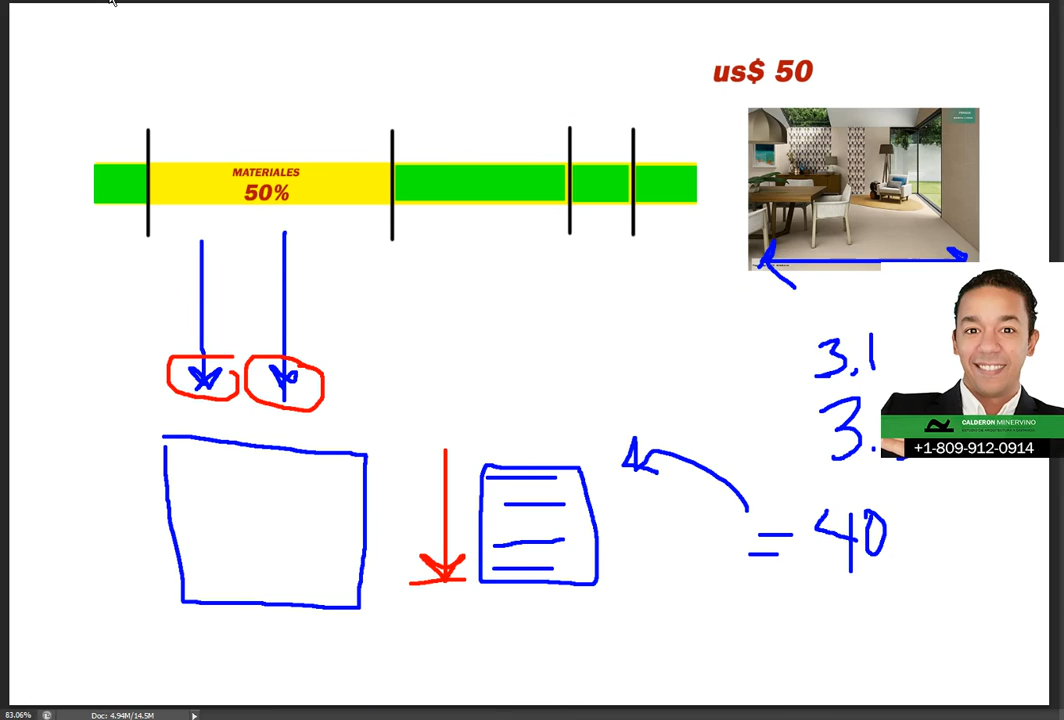 us$ 50
MATERIALES
50%
3.1
3.
= 40
CALDERON MINERVINO
+1-809-912-0914
83.06%
Doc: 4.94M/14.5M